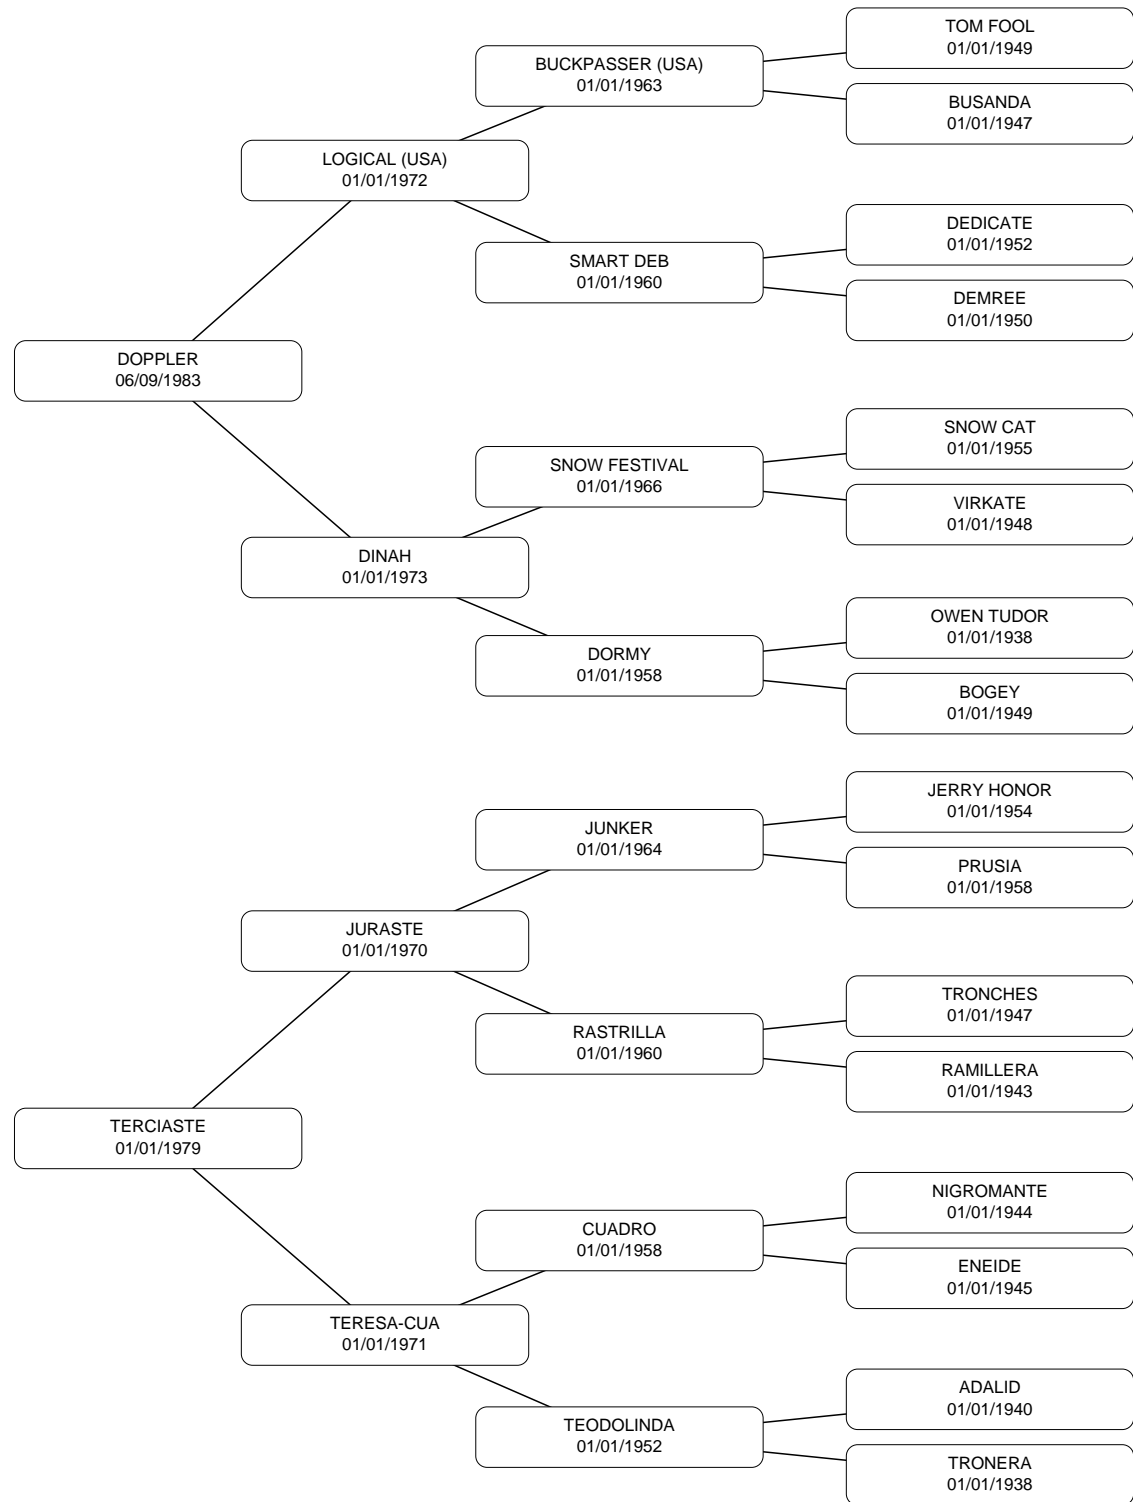 TOM FOOL
01/01/1949
BUCKPASSER (USA)
01/01/1963
BUSANDA
01/01/1947
LOGICAL (USA)
01/01/1972
DEDICATE
01/01/1952
SMART DEB
01/01/1960
DEMREE
01/01/1950
DOPPLER
06/09/1983
SNOW CAT
01/01/1955
SNOW FESTIVAL
01/01/1966
VIRKATE
01/01/1948
DINAH
01/01/1973
OWEN TUDOR
01/01/1938
DORMY
01/01/1958
BOGEY
01/01/1949
JERRY HONOR
01/01/1954
JUNKER
01/01/1964
PRUSIA
01/01/1958
JURASTE
01/01/1970
TRONCHES
01/01/1947
RASTRILLA
01/01/1960
RAMILLERA
01/01/1943
TERCIASTE
01/01/1979
NIGROMANTE
01/01/1944
CUADRO
01/01/1958
ENEIDE
01/01/1945
TERESA-CUA
01/01/1971
ADALID
01/01/1940
TEODOLINDA
01/01/1952
TRONERA
01/01/1938